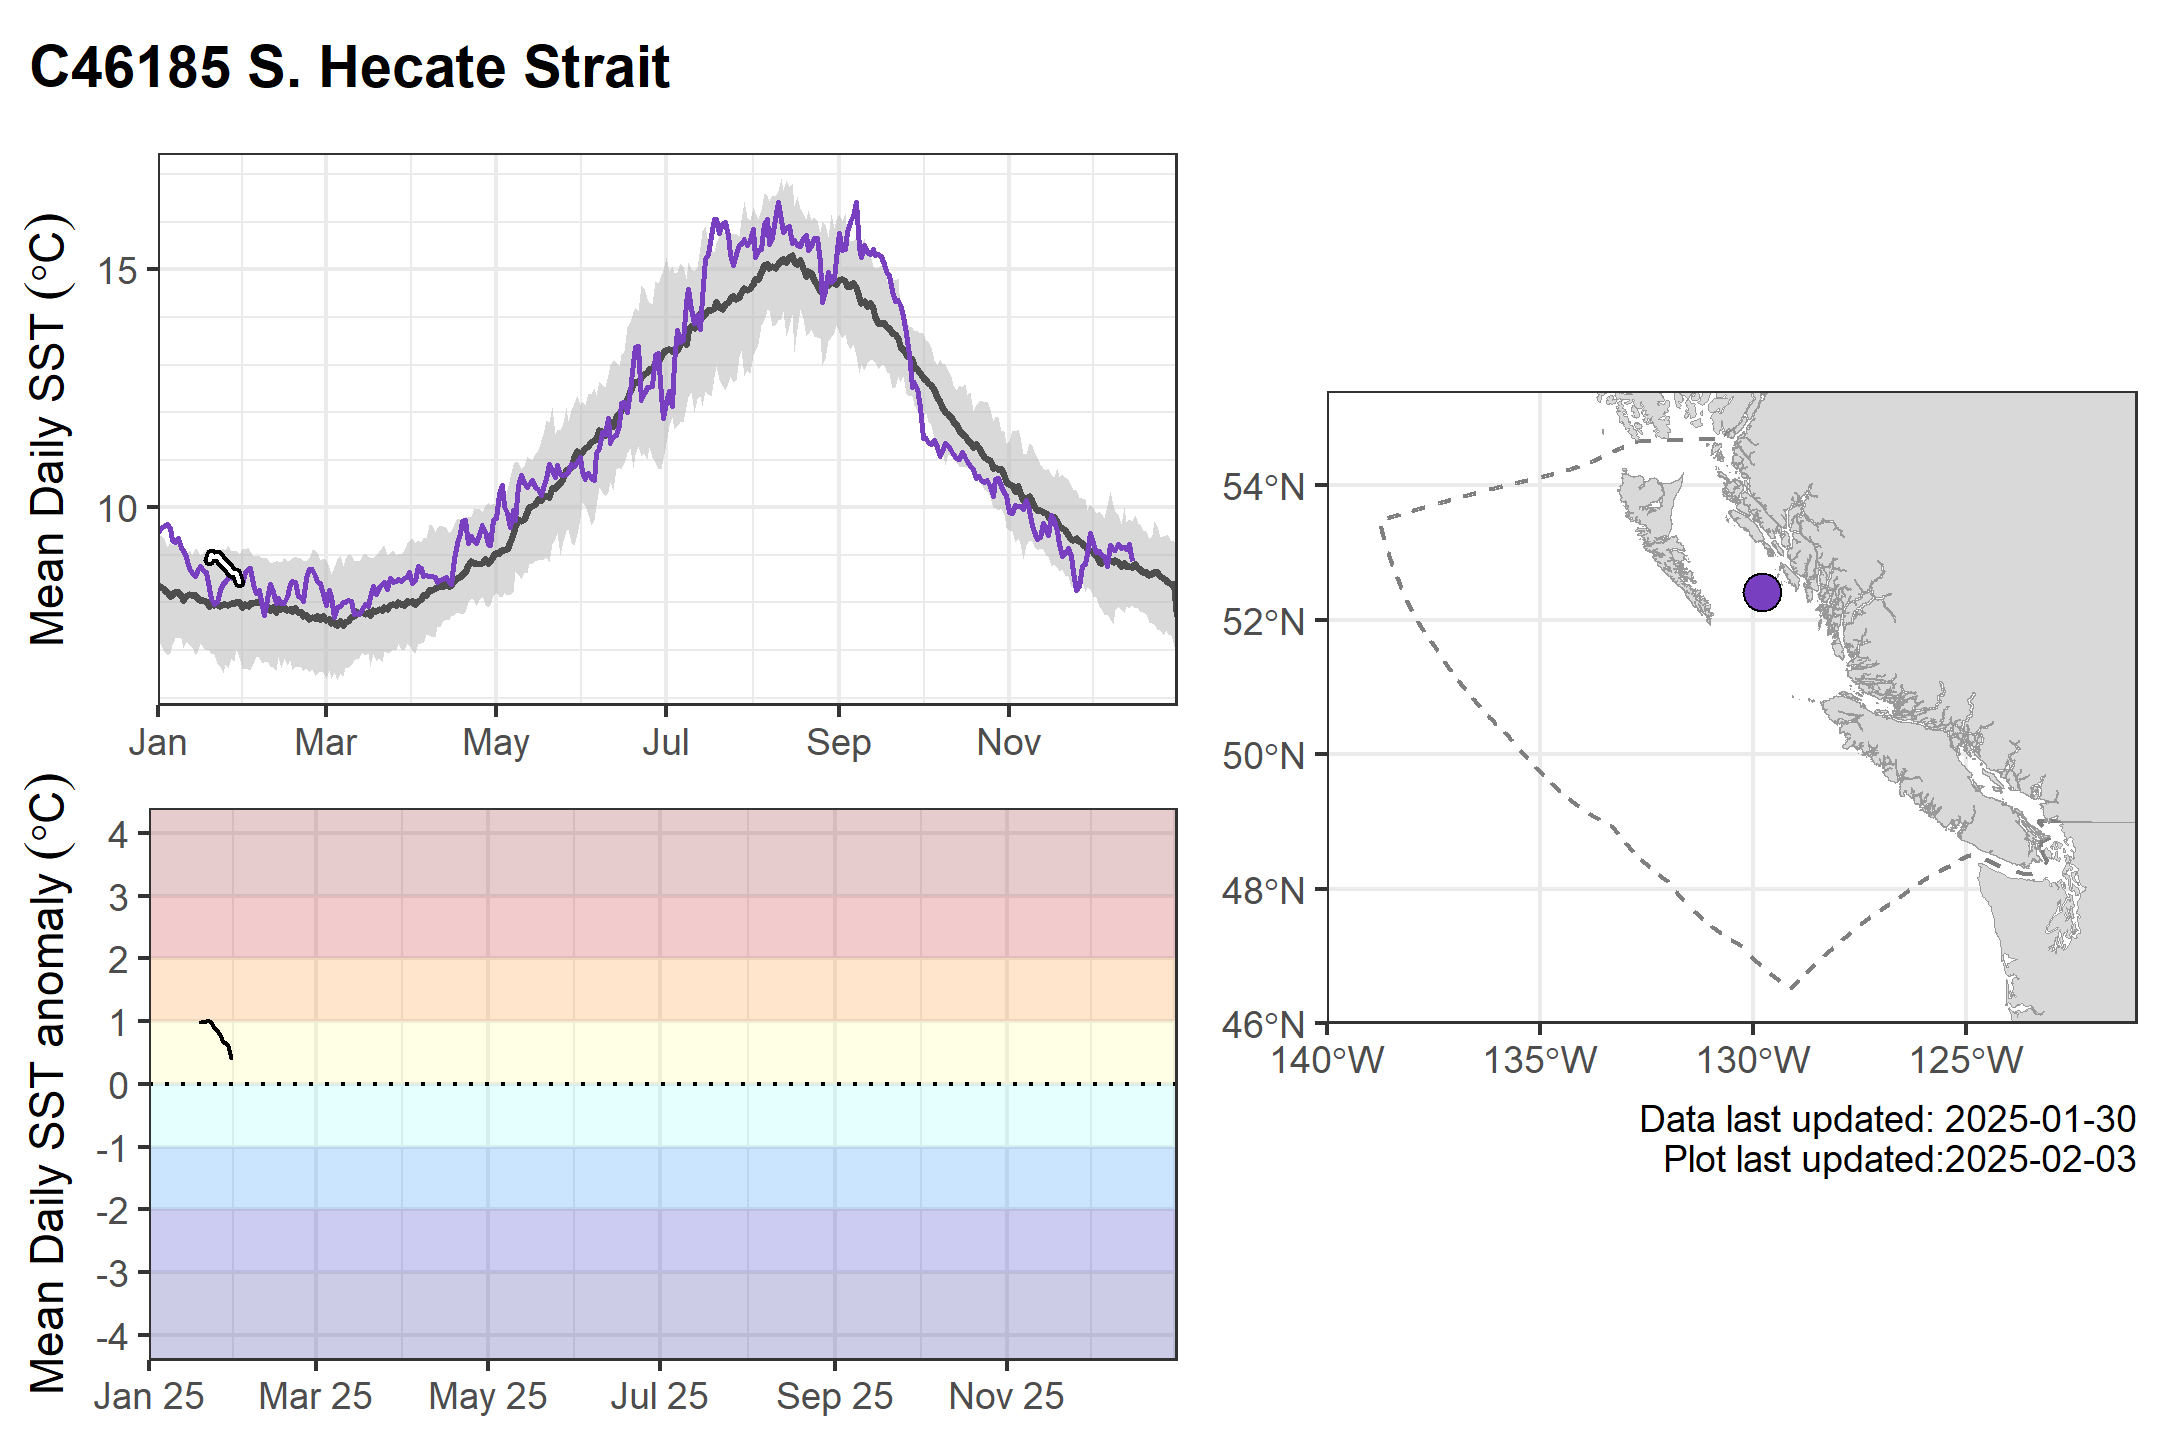 C46185 S. Hecate Strait
Mean Daily SST (°C)
15
10
Jan Mar May Jul Sep Nov
Mean Daily SST anomaly (°C)
4
3
2
1
0
-1
-2
-3
-4
Jan 25 Mar 25 May 25 Jul 25 Sep 25 Nov 25
54°N
52°N
50°N
48°N
46°N
140°W 135°W 130°W 125°W
Data last updated: 2025-01-30
Plot last updated:2025-02-03